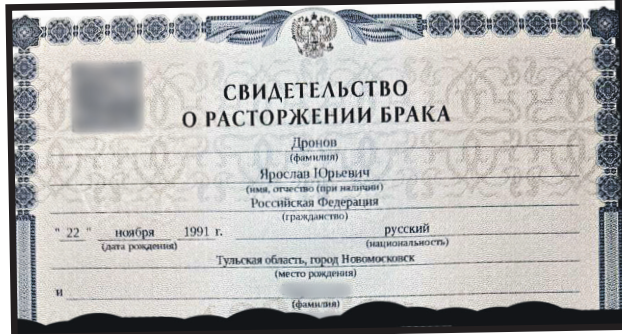 СВИДЕТЕЛЬСТВО
О РАСТОРЖЕНИИ БРАКА
Дронов
(фамилия)
Ярослав Юрьевич
(имя, отчество (при наличии)
Российская Федерация
(гражданство)
" 22 " ноября 1991 г. русский
(дата рождения) (национальность)
Тульская область, город Новомосковск
(место рождения)
и
(фамилия)